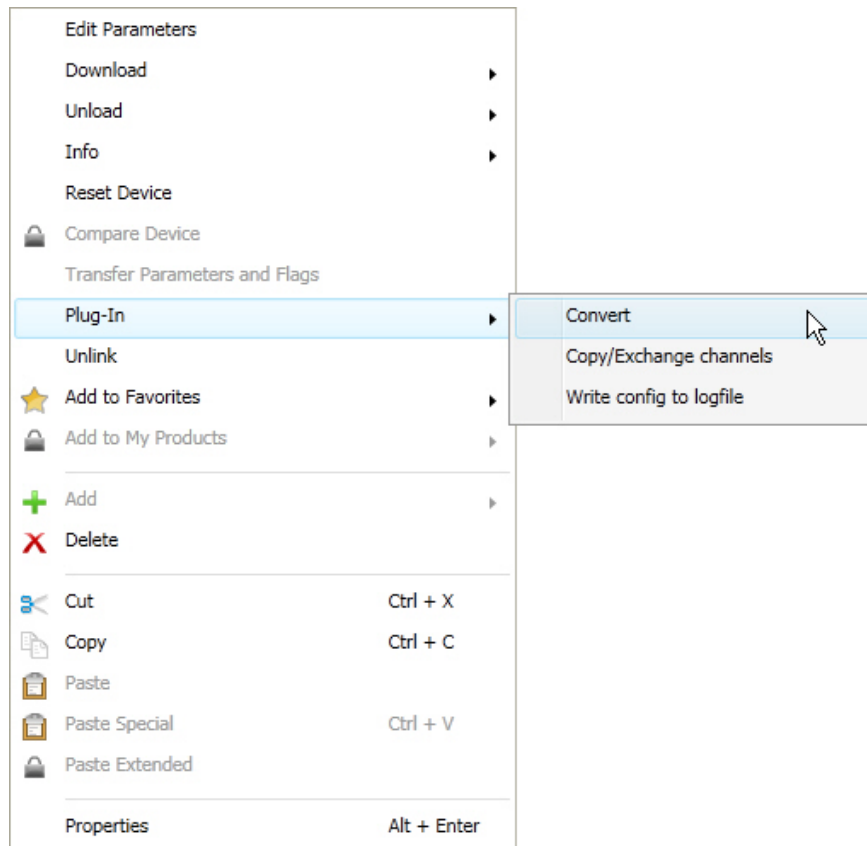 Edit Parameters
Download
Unload
Info
Reset Device
Compare Device
Transfer Parameters and Flags
Plug-In
Convert
Unlink
Copy/Exchange channels
Add to Favorites
Write config to logfile
Add to My Products
Add
Delete
Cut Ctrl + X
Copy Ctrl + C
Paste
Paste Special Ctrl + V
Paste Extended
Properties Alt + Enter